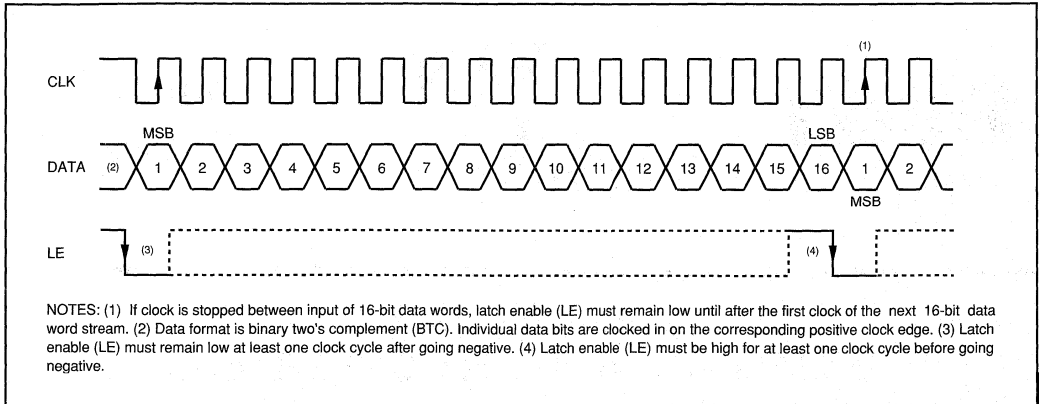 (1)
CLK
MSB LSB
DATA (2) 1 2 3 4 5 6 7 8 9 10 11 12 13 14 15 16 1 2
MSB
LE (3) (4)
NOTES: (1) If clock is stopped between input of 16-bit data words, latch enable (LE) must remain low until after the first clock of the next 16-bit data
word stream. (2) Data format is binary two's complement (BTC). Individual data bits are clocked in on the corresponding positive clock edge. (3) Latch
enable (LE) must remain low at least one clock cycle after going negative. (4) Latch enable (LE) must be high for at least one clock cycle before going
negative.